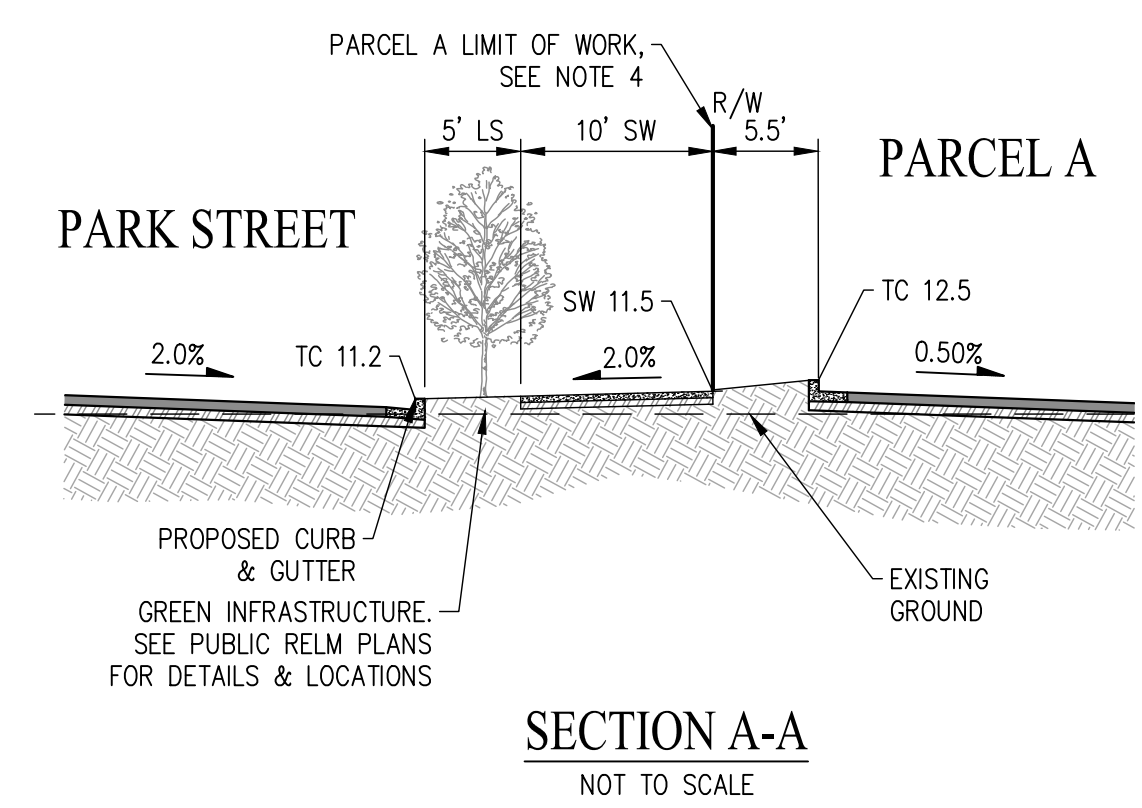 PARCEL A LIMIT OF WORK,
SEE NOTE 4
R/W
5' LS
10' SW
5.5'
PARCEL A
PARK STREET
SW 11.5
TC 12.5
2.0%
TC 11.2
2.0%
0.50%
PROPOSED CURB
& GUTTER
GREEN INFRASTRUCTURE.
SEE PUBLIC RELM PLANS
FOR DETAILS & LOCATIONS
EXISTING
GROUND
SECTION A-A
NOT TO SCALE